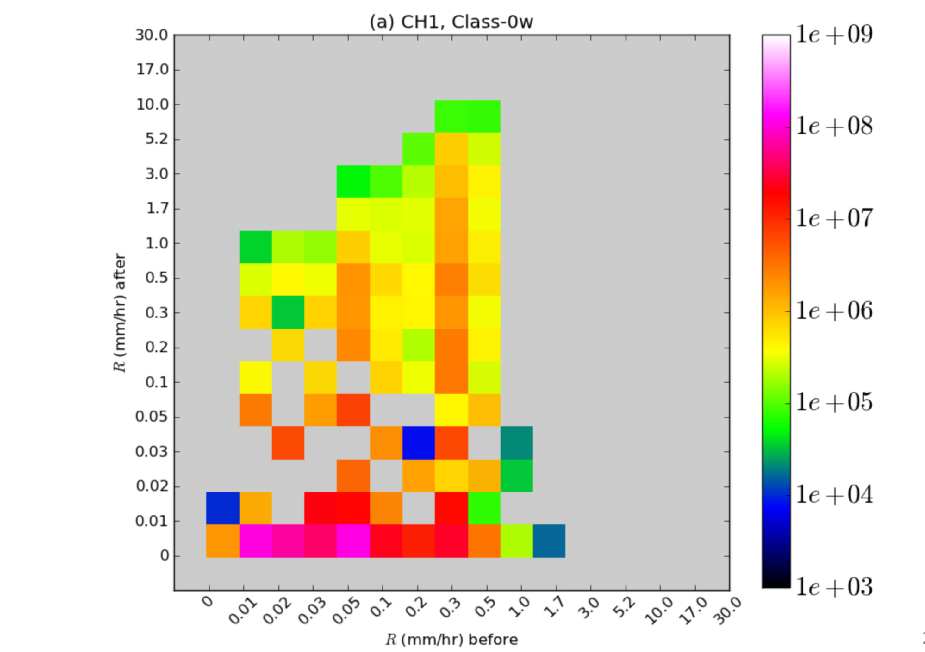 (a) CH1, Class-0w
30.0
17.0
10.0
5.2
3.0
1.7
1.0
0.5
0.3
0.2
0.1
0.05
0.03
0.02
0.01
0
R (mm/hr) after
0 0.01 0.02 0.03 0.05 0.1 0.2 0.3 0.5 1.0 1.7 3.0 5.2 10.0 17.0 30.0
R (mm/hr) before
1e+09
1e+08
1e+07
1e+06
1e+05
1e+04
1e+03